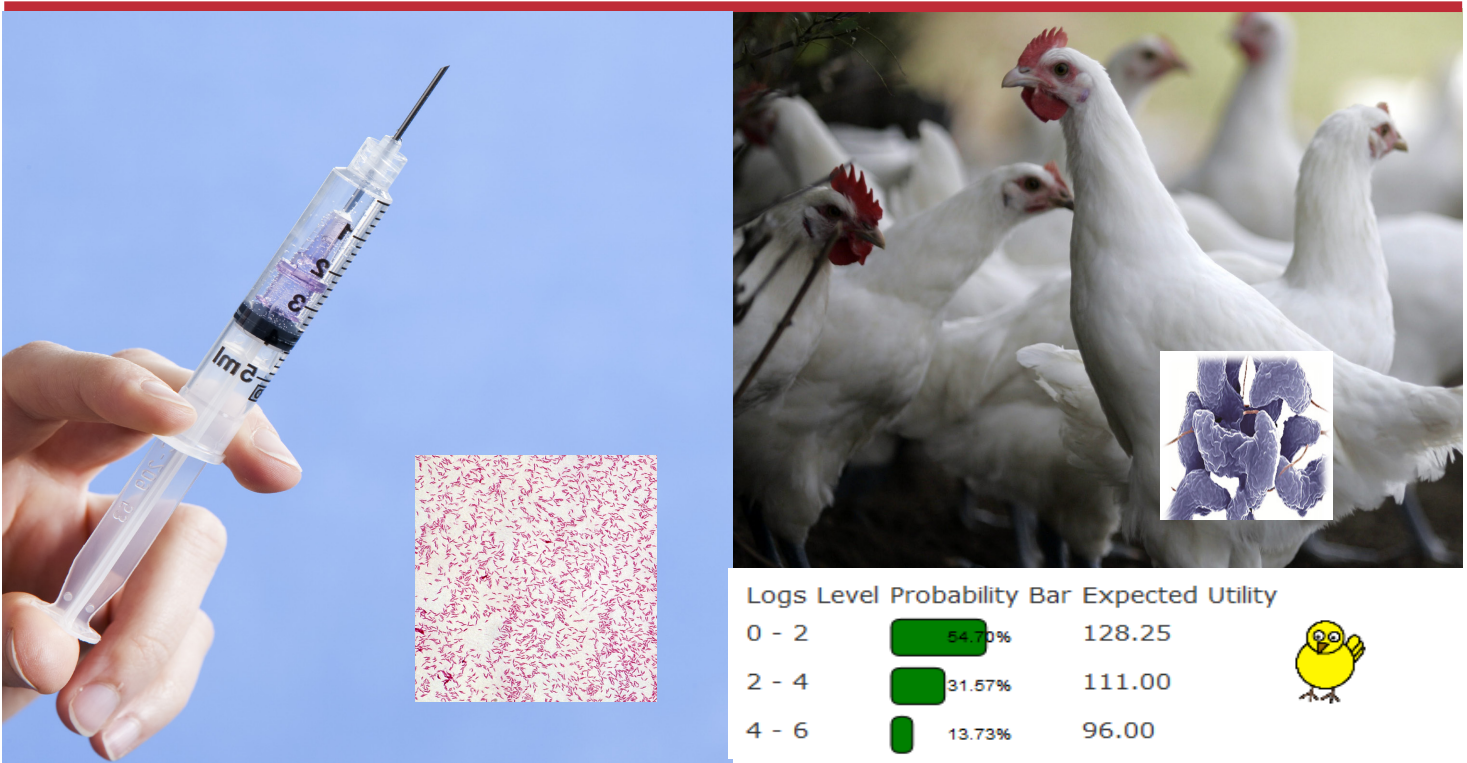 1
2
3
4
5ml
Logs Level Probability Bar Expected Utility
0 - 2 54.70% 128.25
2 - 4 31.57% 111.00
4 - 6 13.73% 96.00